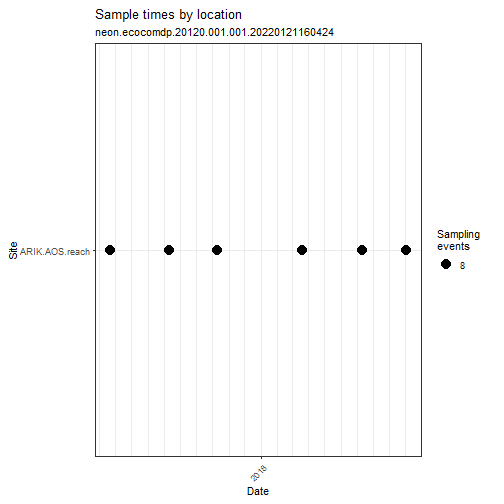 Sample times by location
neon.ecocomdp.20120.001.001.20220121160424
Site
ARIK.AOS.reach
Sampling
events
8
2018
Date